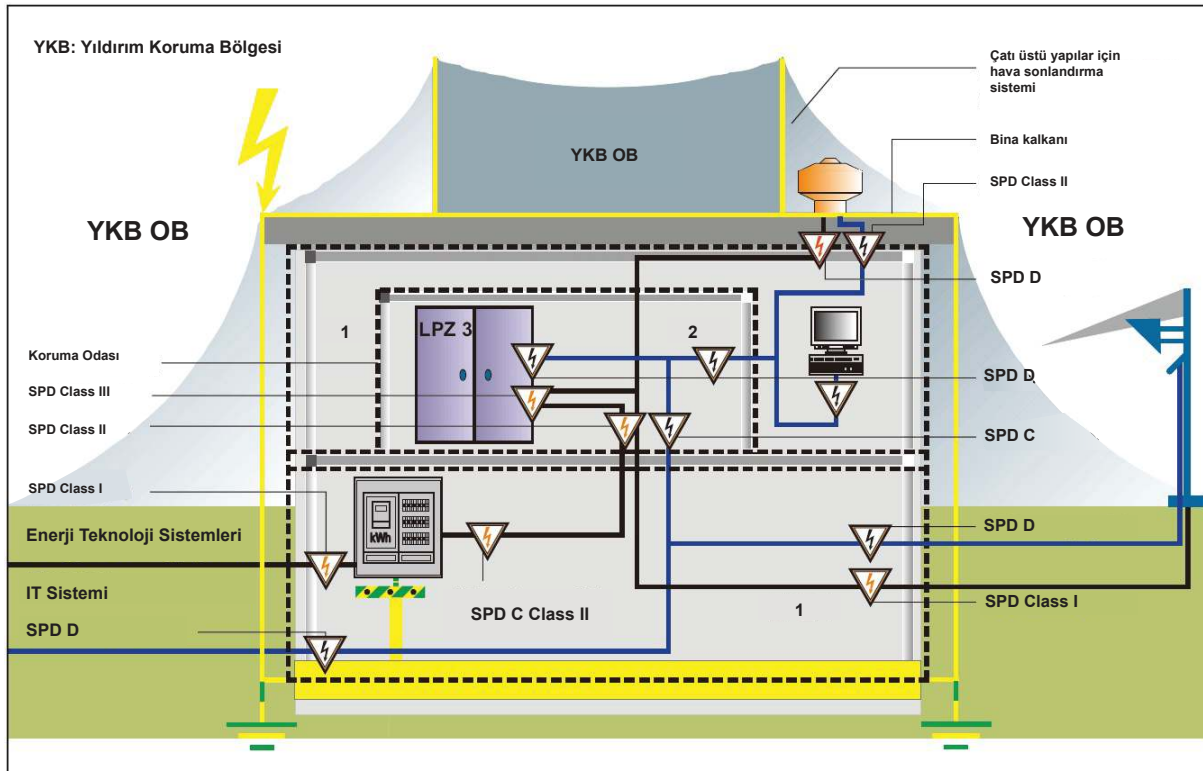 YKB: Yıldırım Koruma Bölgesi
Çatı üstü yapılar için
hava sonlandırma
sistemi
Bina kalkanı
SPD Class II
YKB OB
YKB OB
YKB OB
SPD D
1
LPZ 3
2
Koruma Odası
SPD Class III
SPD Class II
SPD D
SPD C
SPD Class I
Enerji Teknoloji Sistemleri
kWh
SPD D
IT Sistemi
SPD C Class II
1
SPD Class I
SPD D